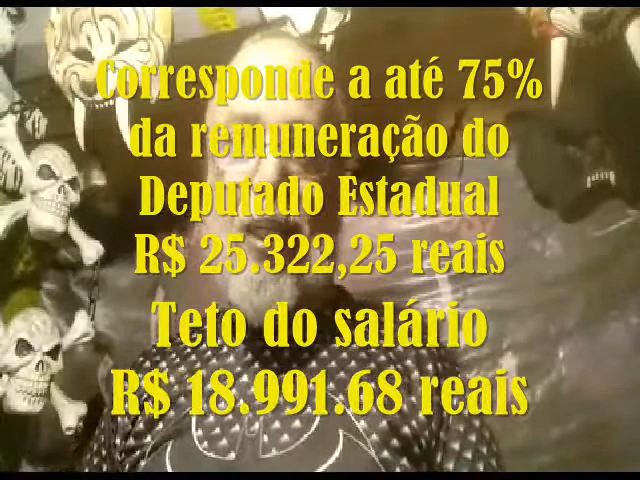 Corresponde a até 75%
da remuneração do
Deputado Estadual
R$ 25.322,25 reais
Teto do salário
R$ 18.991.68 reais